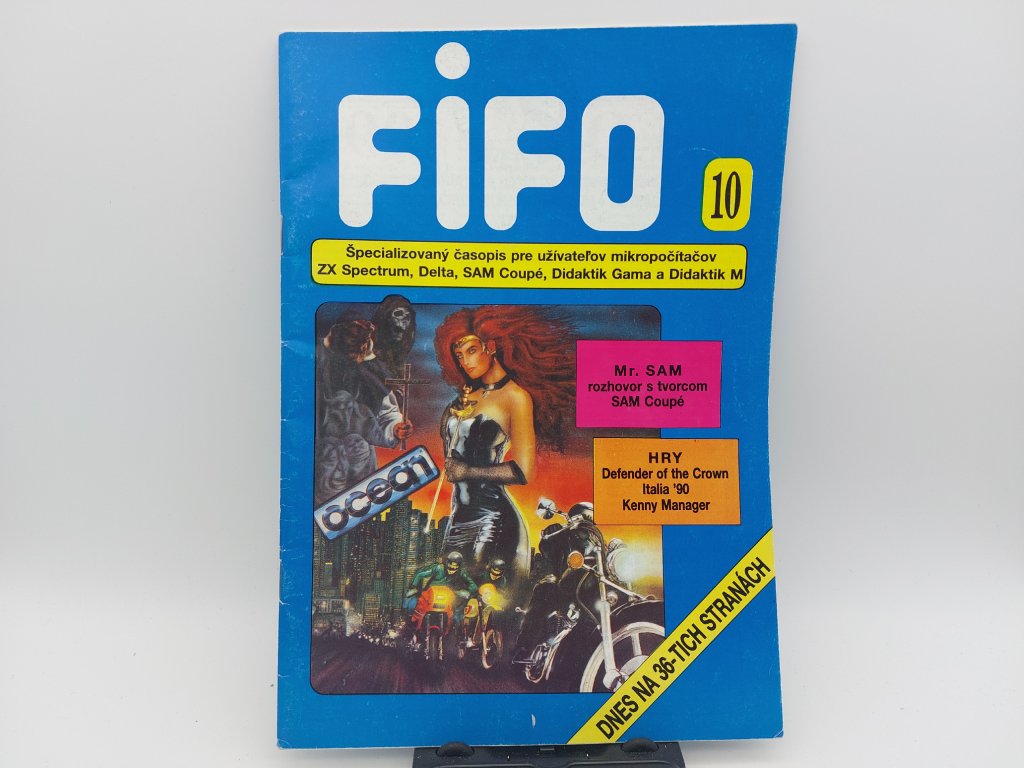 FiFO
10
Špecializovaný časopis pre užívateľov mikropočítačov
ZX Spectrum, Delta, SAM Coupé, Didaktik Gama a Didaktik M
Mr. SAM
rozhovor s tvorcom
SAM Coupé
HRY
Defender of the Crown
Italia '90
Kenny Manager
ocean
DNES NA 36-TICH STRANÁCH